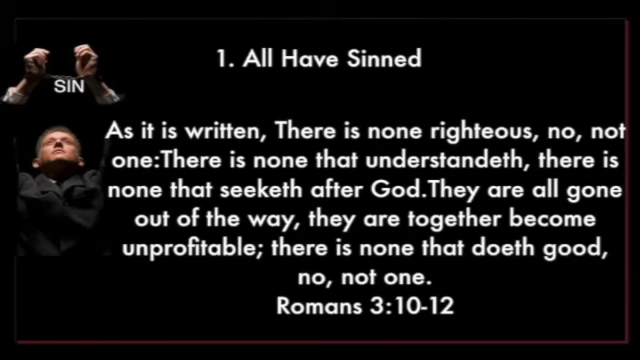 1. All Have Sinned
SIN
As it is written, There is none righteous, no, not
one:There is none that understandeth, there is
none that seeketh after God.They are all gone
out of the way, they are together become
unprofitable; there is none that doeth good,
no, not one.
Romans 3:10-12